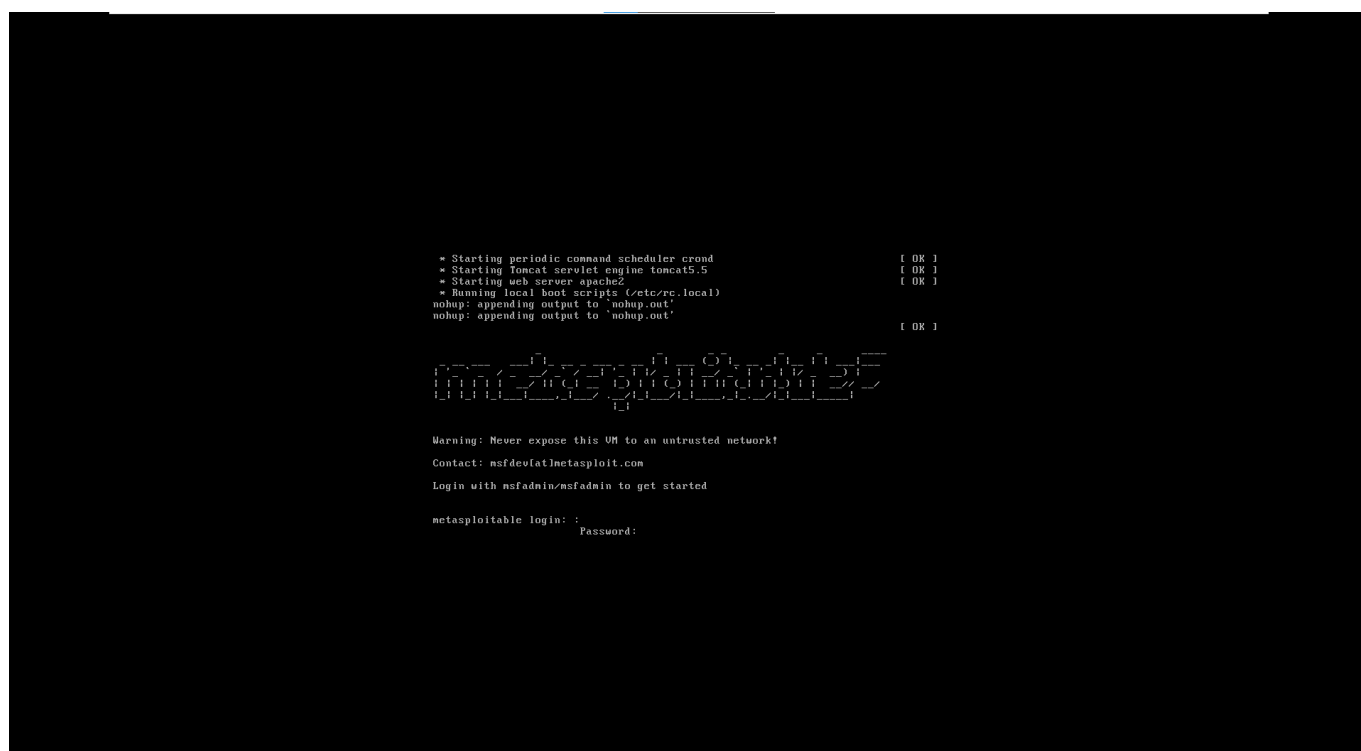 * Starting periodic command scheduler crond [ OK ]
* Starting Tomcat servlet engine tomcat5.5 [ OK ]
* Starting web server apache2 [ OK ]
* Running local boot scripts (/etc/rc.local)
nohup: appending output to `nohup.out'
nohup: appending output to `nohup.out'
[ OK ]
metasploitable2
Warning: Never expose this VM to an untrusted network!
Contact: msfdev[at]metasploit.com
Login with msfadmin/msfadmin to get started
metasploitable login: :
Password: